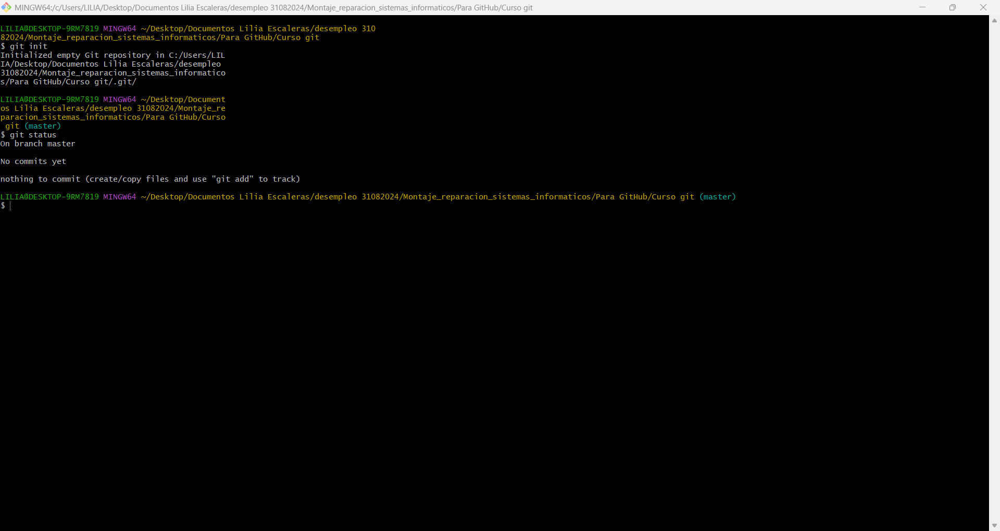 MINGW64:/c/Users/LILIA/Desktop/Documentos Lilia Escaleras/desempleo 31082024/Montaje_reparacion_sistemas_informaticos/Para GitHub/Curso git
LILIA@DESKTOP-9RM7819 MINGW64 ~/Desktop/Documentos Lilia Escaleras/desempleo 310
82024/Montaje_reparacion_sistemas_informaticos/Para GitHub/Curso git
$ git init
Initialized empty Git repository in C:/Users/LIL
IA/Desktop/Documentos Lilia Escaleras/desempleo
31082024/Montaje_reparacion_sistemas_informatico
s/Para GitHub/Curso git/.git/
LILIA@DESKTOP-9RM7819 MINGW64 ~/Desktop/Document
os Lilia Escaleras/desempleo 31082024/Montaje_re
paracion_sistemas_informaticos/Para GitHub/Curso
git (master)
$ git status
On branch master
No commits yet
nothing to commit (create/copy files and use "git add" to track)
LILIA@DESKTOP-9RM7819 MINGW64 ~/Desktop/Documentos Lilia Escaleras/desempleo 31082024/Montaje_reparacion_sistemas_informaticos/Para GitHub/Curso git (master)
$